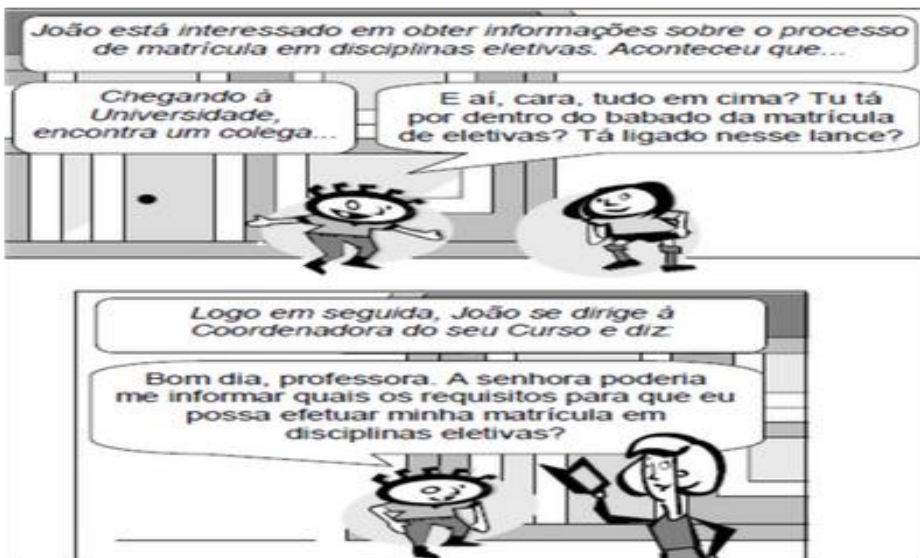 João está interessado em obter informações sobre o processo
de matrícula em disciplinas eletivas. Aconteceu que...
Chegando à
Universidade,
encontra um colega...
E aí, cara, tudo em cima? Tu tá
por dentro do babado da matrícula
de eletivas? Tá ligado nesse lance?
Logo em seguida, João se dirige à
Coordenadora do seu Curso e diz:
Bom dia, professora. A senhora poderia
me informar quais os requisitos para que eu
possa efetuar minha matrícula em
disciplinas eletivas?